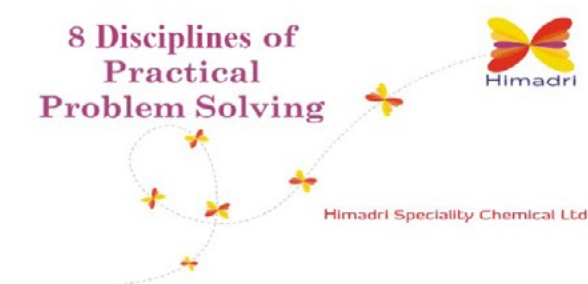 8 Disciplines of
Practical
Problem Solving
Himadri
Himadri Speciality Chemical Ltd